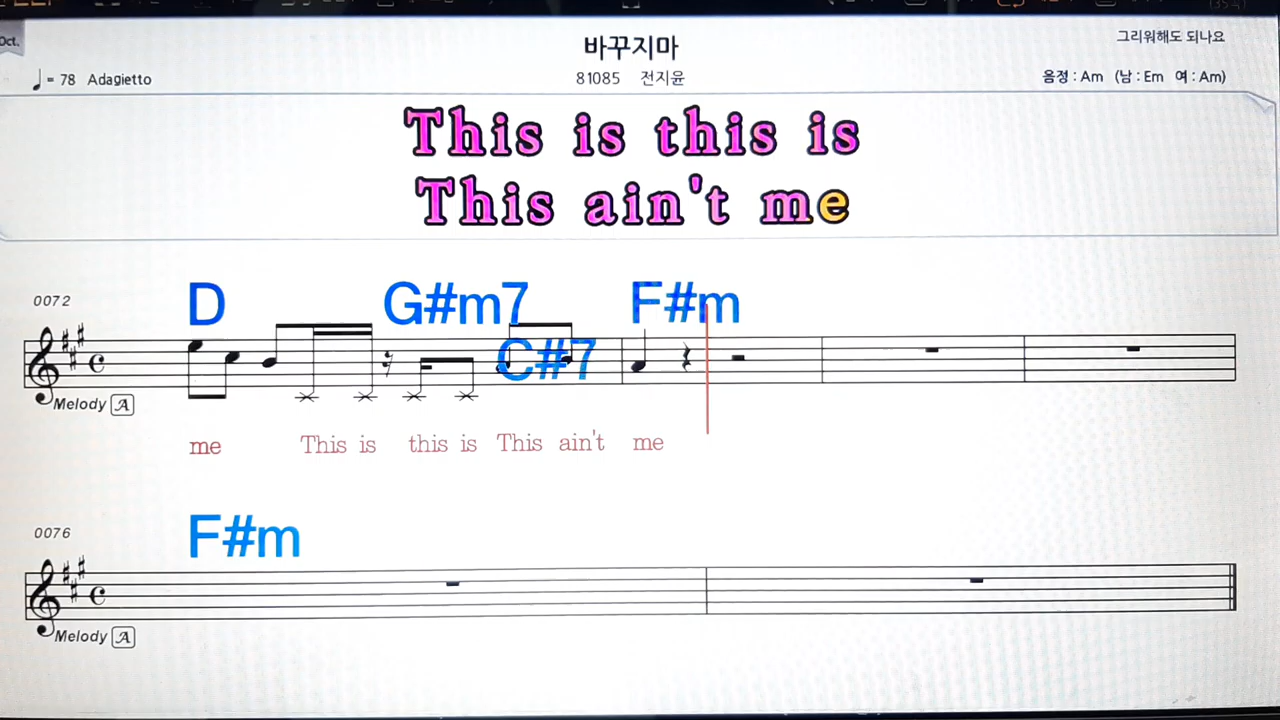 Oct.
바꾸지마
그리워해도 되나요
= 78 Adagietto
81085 전지윤
음정 : Am (남 : Em 여 : Am)
This is this is
This ain't me
0072
D G#m7 C#7 F#m
Melody A
me This is this is This ain't me
0076
F#m
Melody A